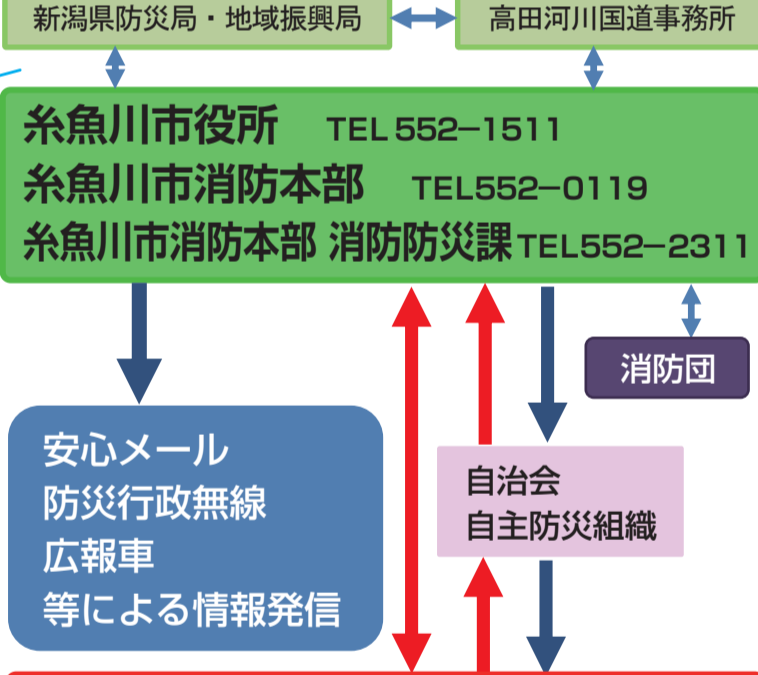 新潟県防災局・地域振興局
高田河川国道事務所
糸魚川市役所 TEL 552−1511
糸魚川市消防本部 TEL552−0119
糸魚川市消防本部 消防防災課 TEL552−2311
消防団
安心メール
防災行政無線
広報車
等による情報発信
自治会
自主防災組織